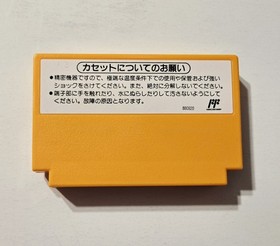 カセットについてのお願い
●精密機器ですので、極端な温度条件下での使用や保管および強い
ショックをさけてください。また、絶対に分解しないでください。
●端子部に手を触れたり、水にぬらしたりして汚さないようにして
ください。故障の原因となります。